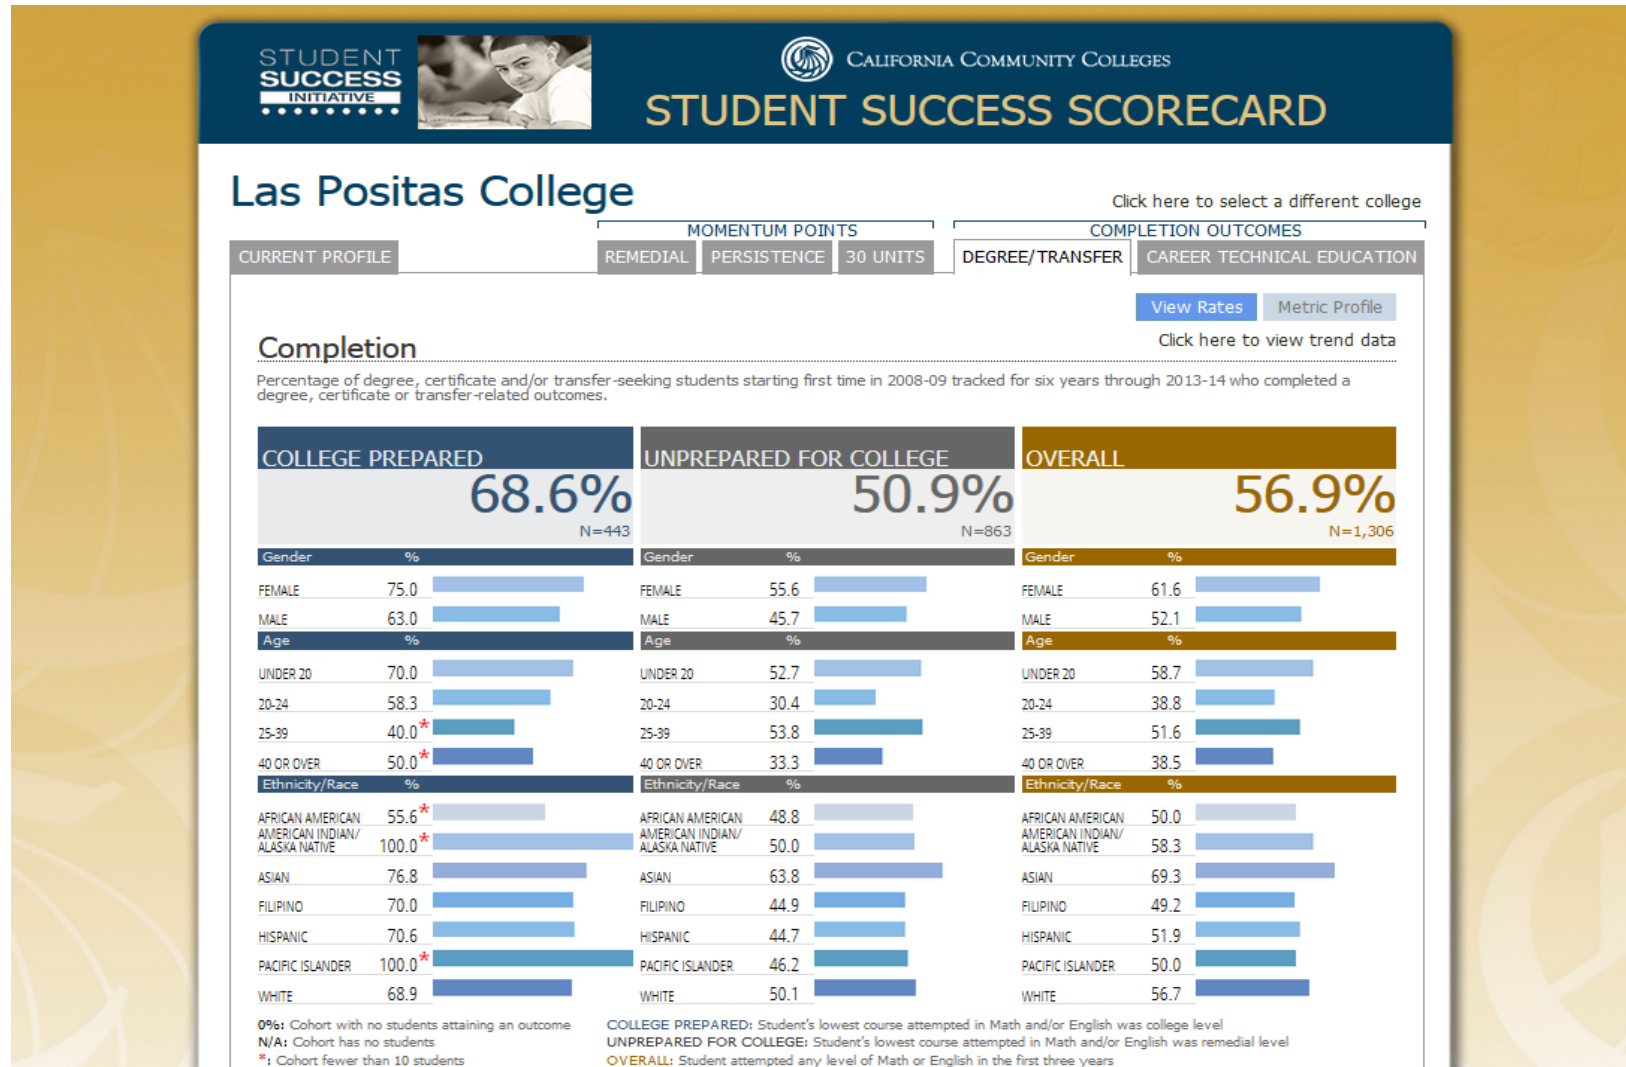 STUDENT
SUCCESS
INITIATIVE
CALIFORNIA COMMUNITY COLLEGES
STUDENT SUCCESS SCORECARD
Las Positas College
Click here to select a different college
MOMENTUM POINTS COMPLETION OUTCOMES
CURRENT PROFILE REMEDIAL PERSISTENCE 30 UNITS DEGREE/TRANSFER CAREER TECHNICAL EDUCATION
View Rates Metric Profile
Completion Click here to view trend data
Percentage of degree, certificate and/or transfer-seeking students starting first time in 2008-09 tracked for six years through 2013-14 who completed a
degree, certificate or transfer-related outcomes.
COLLEGE PREPARED UNPREPARED FOR COLLEGE OVERALL
68.6% 50.9% 56.9%
N=443 N=863 N=1,306
Gender % Gender % Gender %
FEMALE 75.0 FEMALE 55.6 FEMALE 61.6
MALE 63.0 MALE 45.7 MALE 52.1
Age % Age % Age %
UNDER 20 70.0 UNDER 20 52.7 UNDER 20 58.7
20-24 58.3 20-24 30.4 20-24 38.8
25-39 40.0* 25-39 53.8 25-39 51.6
40 OR OVER 50.0* 40 OR OVER 33.3 40 OR OVER 38.5
Ethnicity/Race % Ethnicity/Race % Ethnicity/Race %
AFRICAN AMERICAN 55.6* AFRICAN AMERICAN 48.8 AFRICAN AMERICAN 50.0
AMERICAN INDIAN/ AMERICAN INDIAN/ AMERICAN INDIAN/
ALASKA NATIVE 100.0* ALASKA NATIVE 50.0 ALASKA NATIVE 58.3
ASIAN 76.8 ASIAN 63.8 ASIAN 69.3
FILIPINO 70.0 FILIPINO 44.9 FILIPINO 49.2
HISPANIC 70.6 HISPANIC 44.7 HISPANIC 51.9
PACIFIC ISLANDER 100.0* PACIFIC ISLANDER 46.2 PACIFIC ISLANDER 50.0
WHITE 68.9 WHITE 50.1 WHITE 56.7
0%: Cohort with no students attaining an outcome COLLEGE PREPARED: Student's lowest course attempted in Math and/or English was college level
N/A: Cohort has no students UNPREPARED FOR COLLEGE: Student's lowest course attempted in Math and/or English was remedial level
*: Cohort fewer than 10 students OVERALL: Student attempted any level of Math or English in the first three years